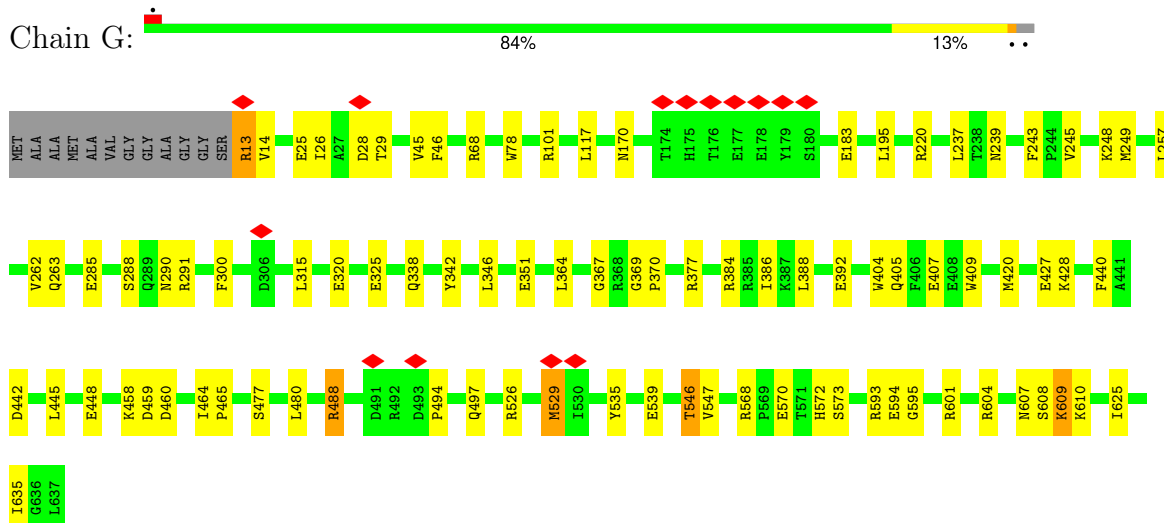 Chain G:
84% 13%
MET ALA ALA MET ALA VAL GLY GLY ALA GLY GLY SER R13 V14 E25 I26 A27 D28 T29 V45 F46 R68 W78 R101 L117 N170 T174 H175 T176 E177 E178 Y179 S180 E183 L195 R220 L237 T238 N239 F243 P244 V245 K248 M249 L257
V262 Q263 E285 S288 Q289 N290 R291 F300 D306 L315 E320 E325 Q338 Y342 L346 E351 L364 G367 R368 G369 P370 R377 R384 R385 I386 K387 L388 E392 W404 Q405 F406 E407 E408 W409 M420 E427 K428 F440 A441
D442 L445 E448 K458 D459 D460 I464 P465 S477 L480 R488 D491 R492 D493 P494 Q497 R526 M529 I530 Y535 E539 T546 V547 R568 P569 E570 T571 H572 S573 R593 E594 G595 R601 R604 N607 S608 K609 K610 I625
I635 G636 L637